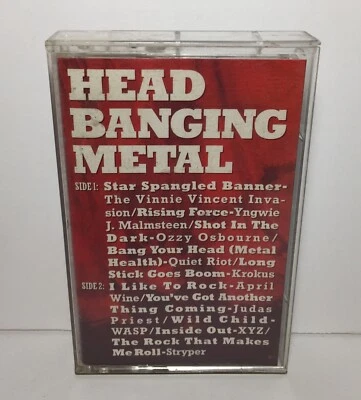 HEAD
BANGING
METAL
SIDE 1: Star Spangled Banner-
The Vinnie Vincent Inva-
sion/Rising Force-Yngwie
J. Malmsteen/Shot In The
Dark-Ozzy Osbourne/
Bang Your Head (Metal
Health)-Quiet Riot/Long
Stick Goes Boom-Krokus
SIDE 2: I Like To Rock-April
Wine/You've Got Another
Thing Coming-Judas
Priest/Wild Child-
WASP/Inside Out-XYZ/
The Rock That Makes
Me Roll-Stryper